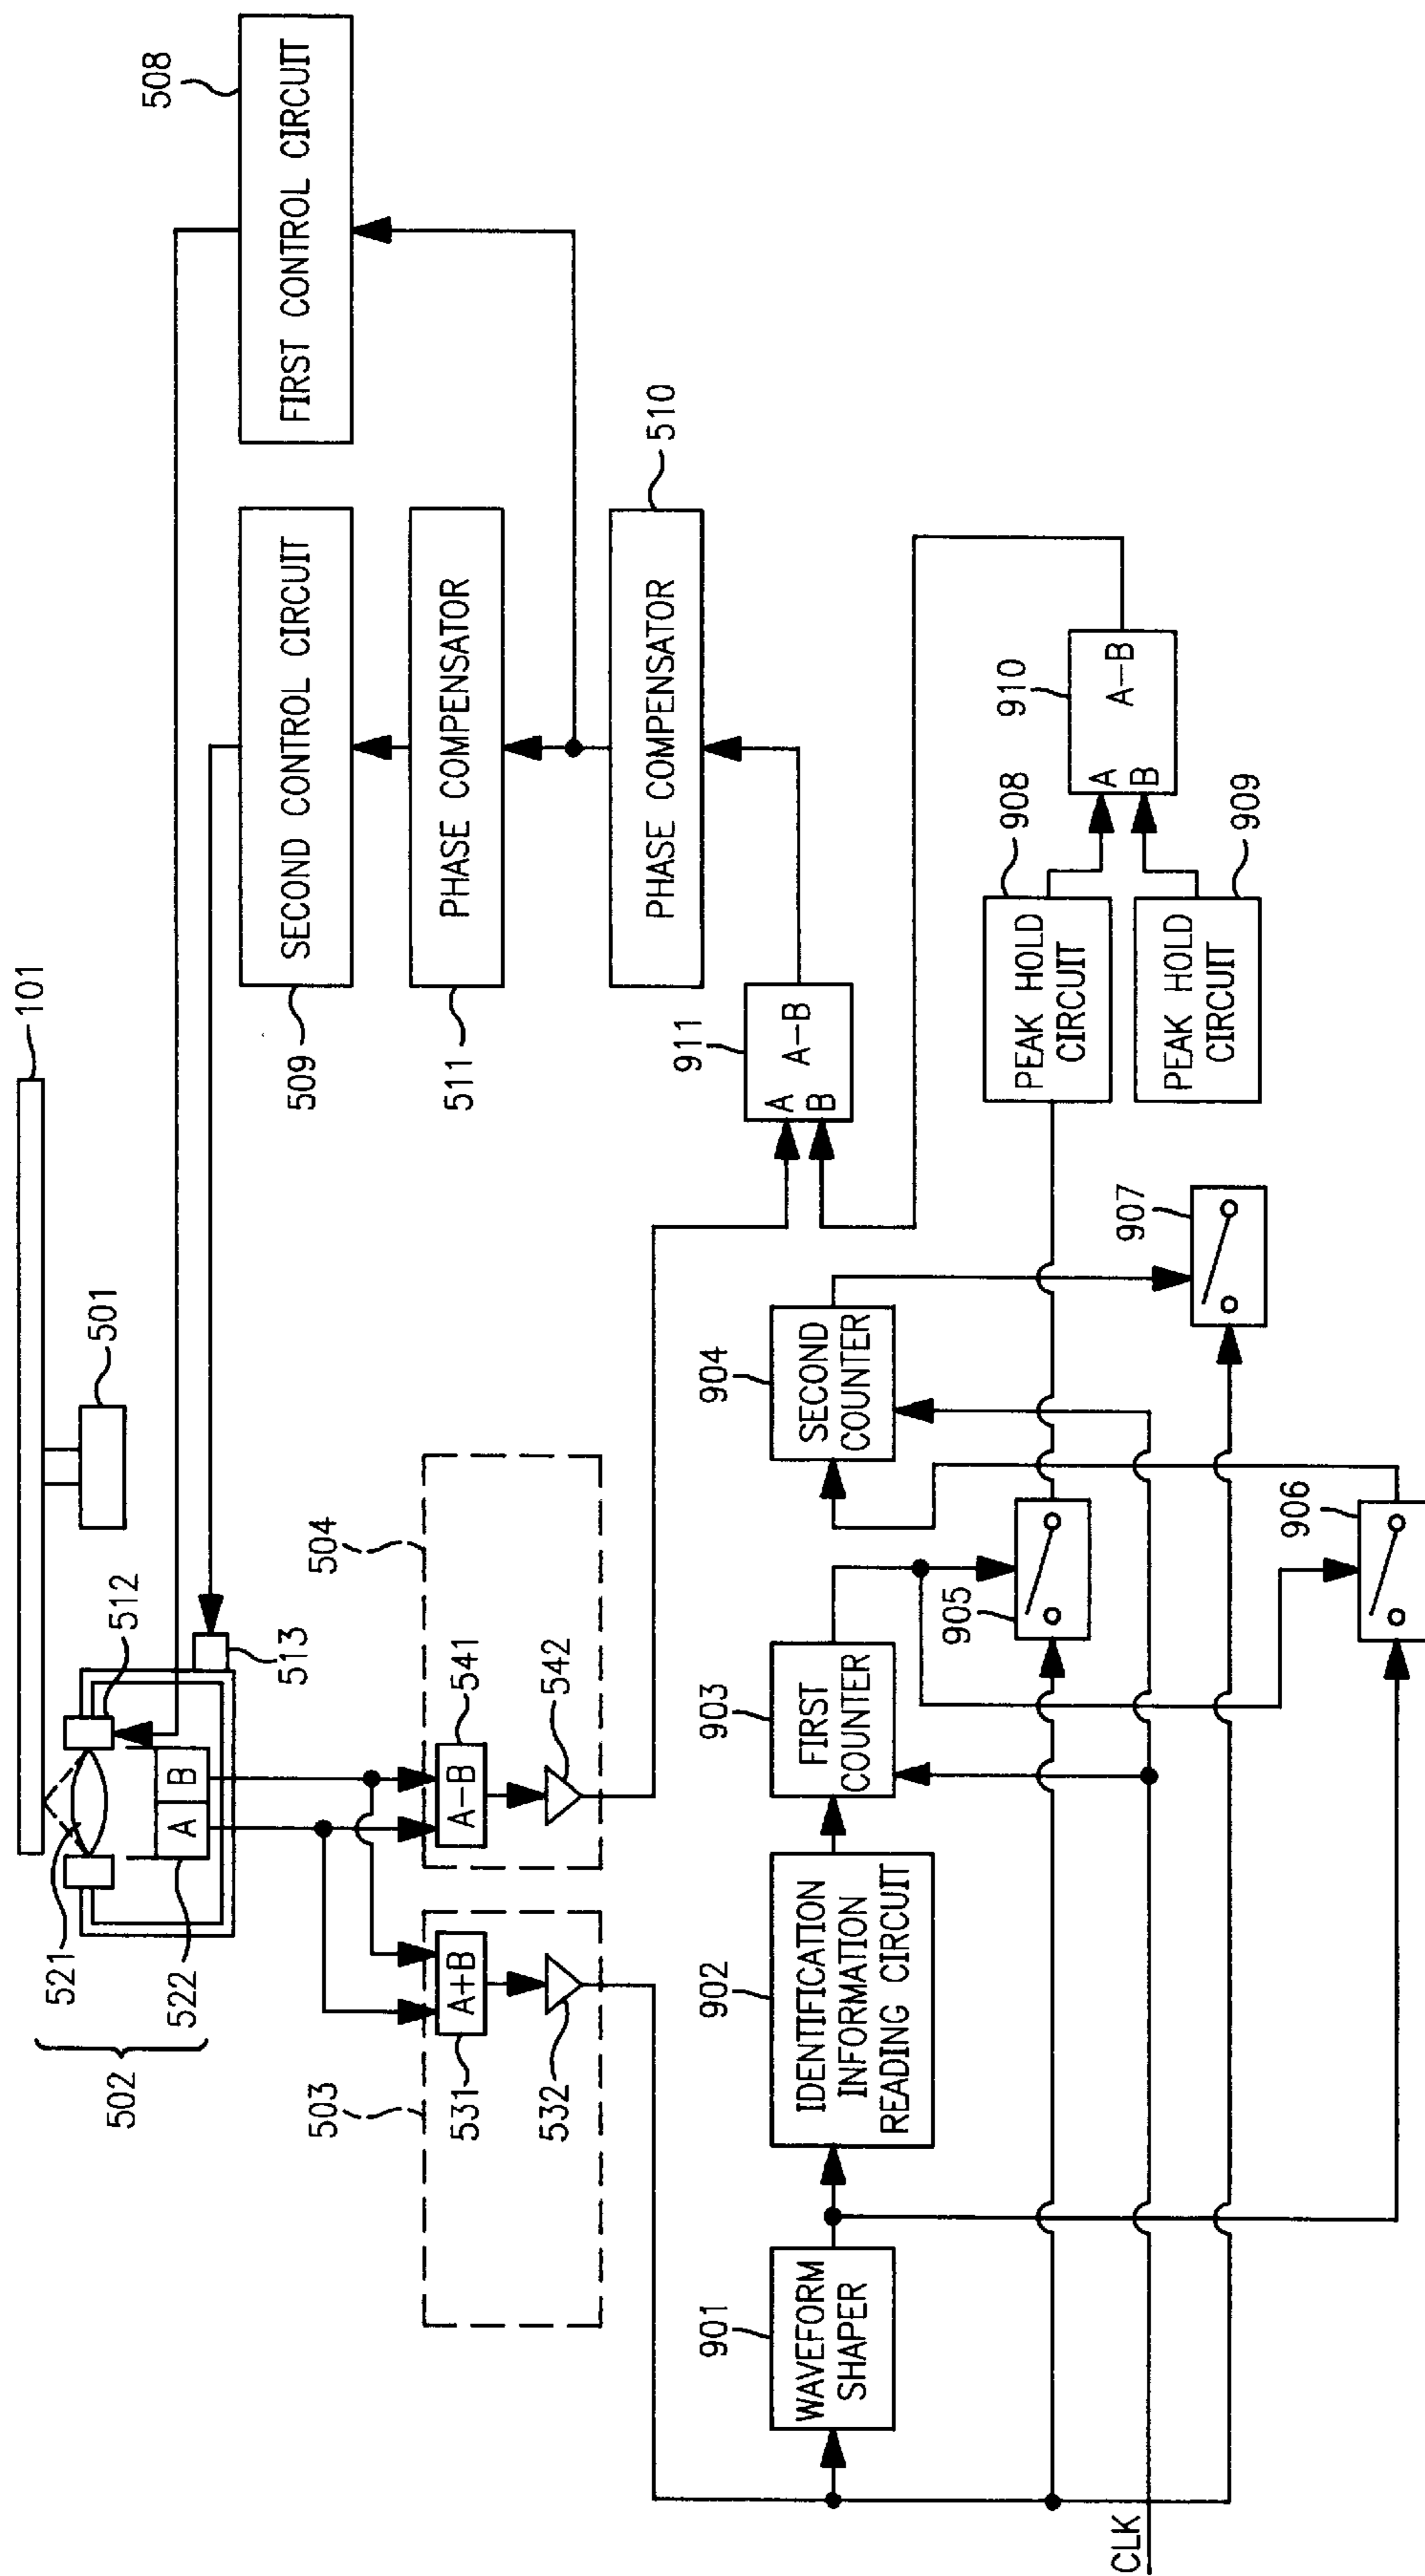 101
501
512
513
521
522
502
A
B
508
FIRST CONTROL CIRCUIT
SECOND CONTROL CIRCUIT
509
PHASE COMPENSATOR
511
PHASE COMPENSATOR
510
503
A+B
531
532
504
A-B
541
542
911
A
B
A-B
901
WAVEFORM
SHAPER
902
IDENTIFICATION
INFORMATION
READING CIRCUIT
903
FIRST
COUNTER
904
SECOND
COUNTER
905
906
907
908
PEAK HOLD
CIRCUIT
909
PEAK HOLD
CIRCUIT
910
A
B
A-B
CLK